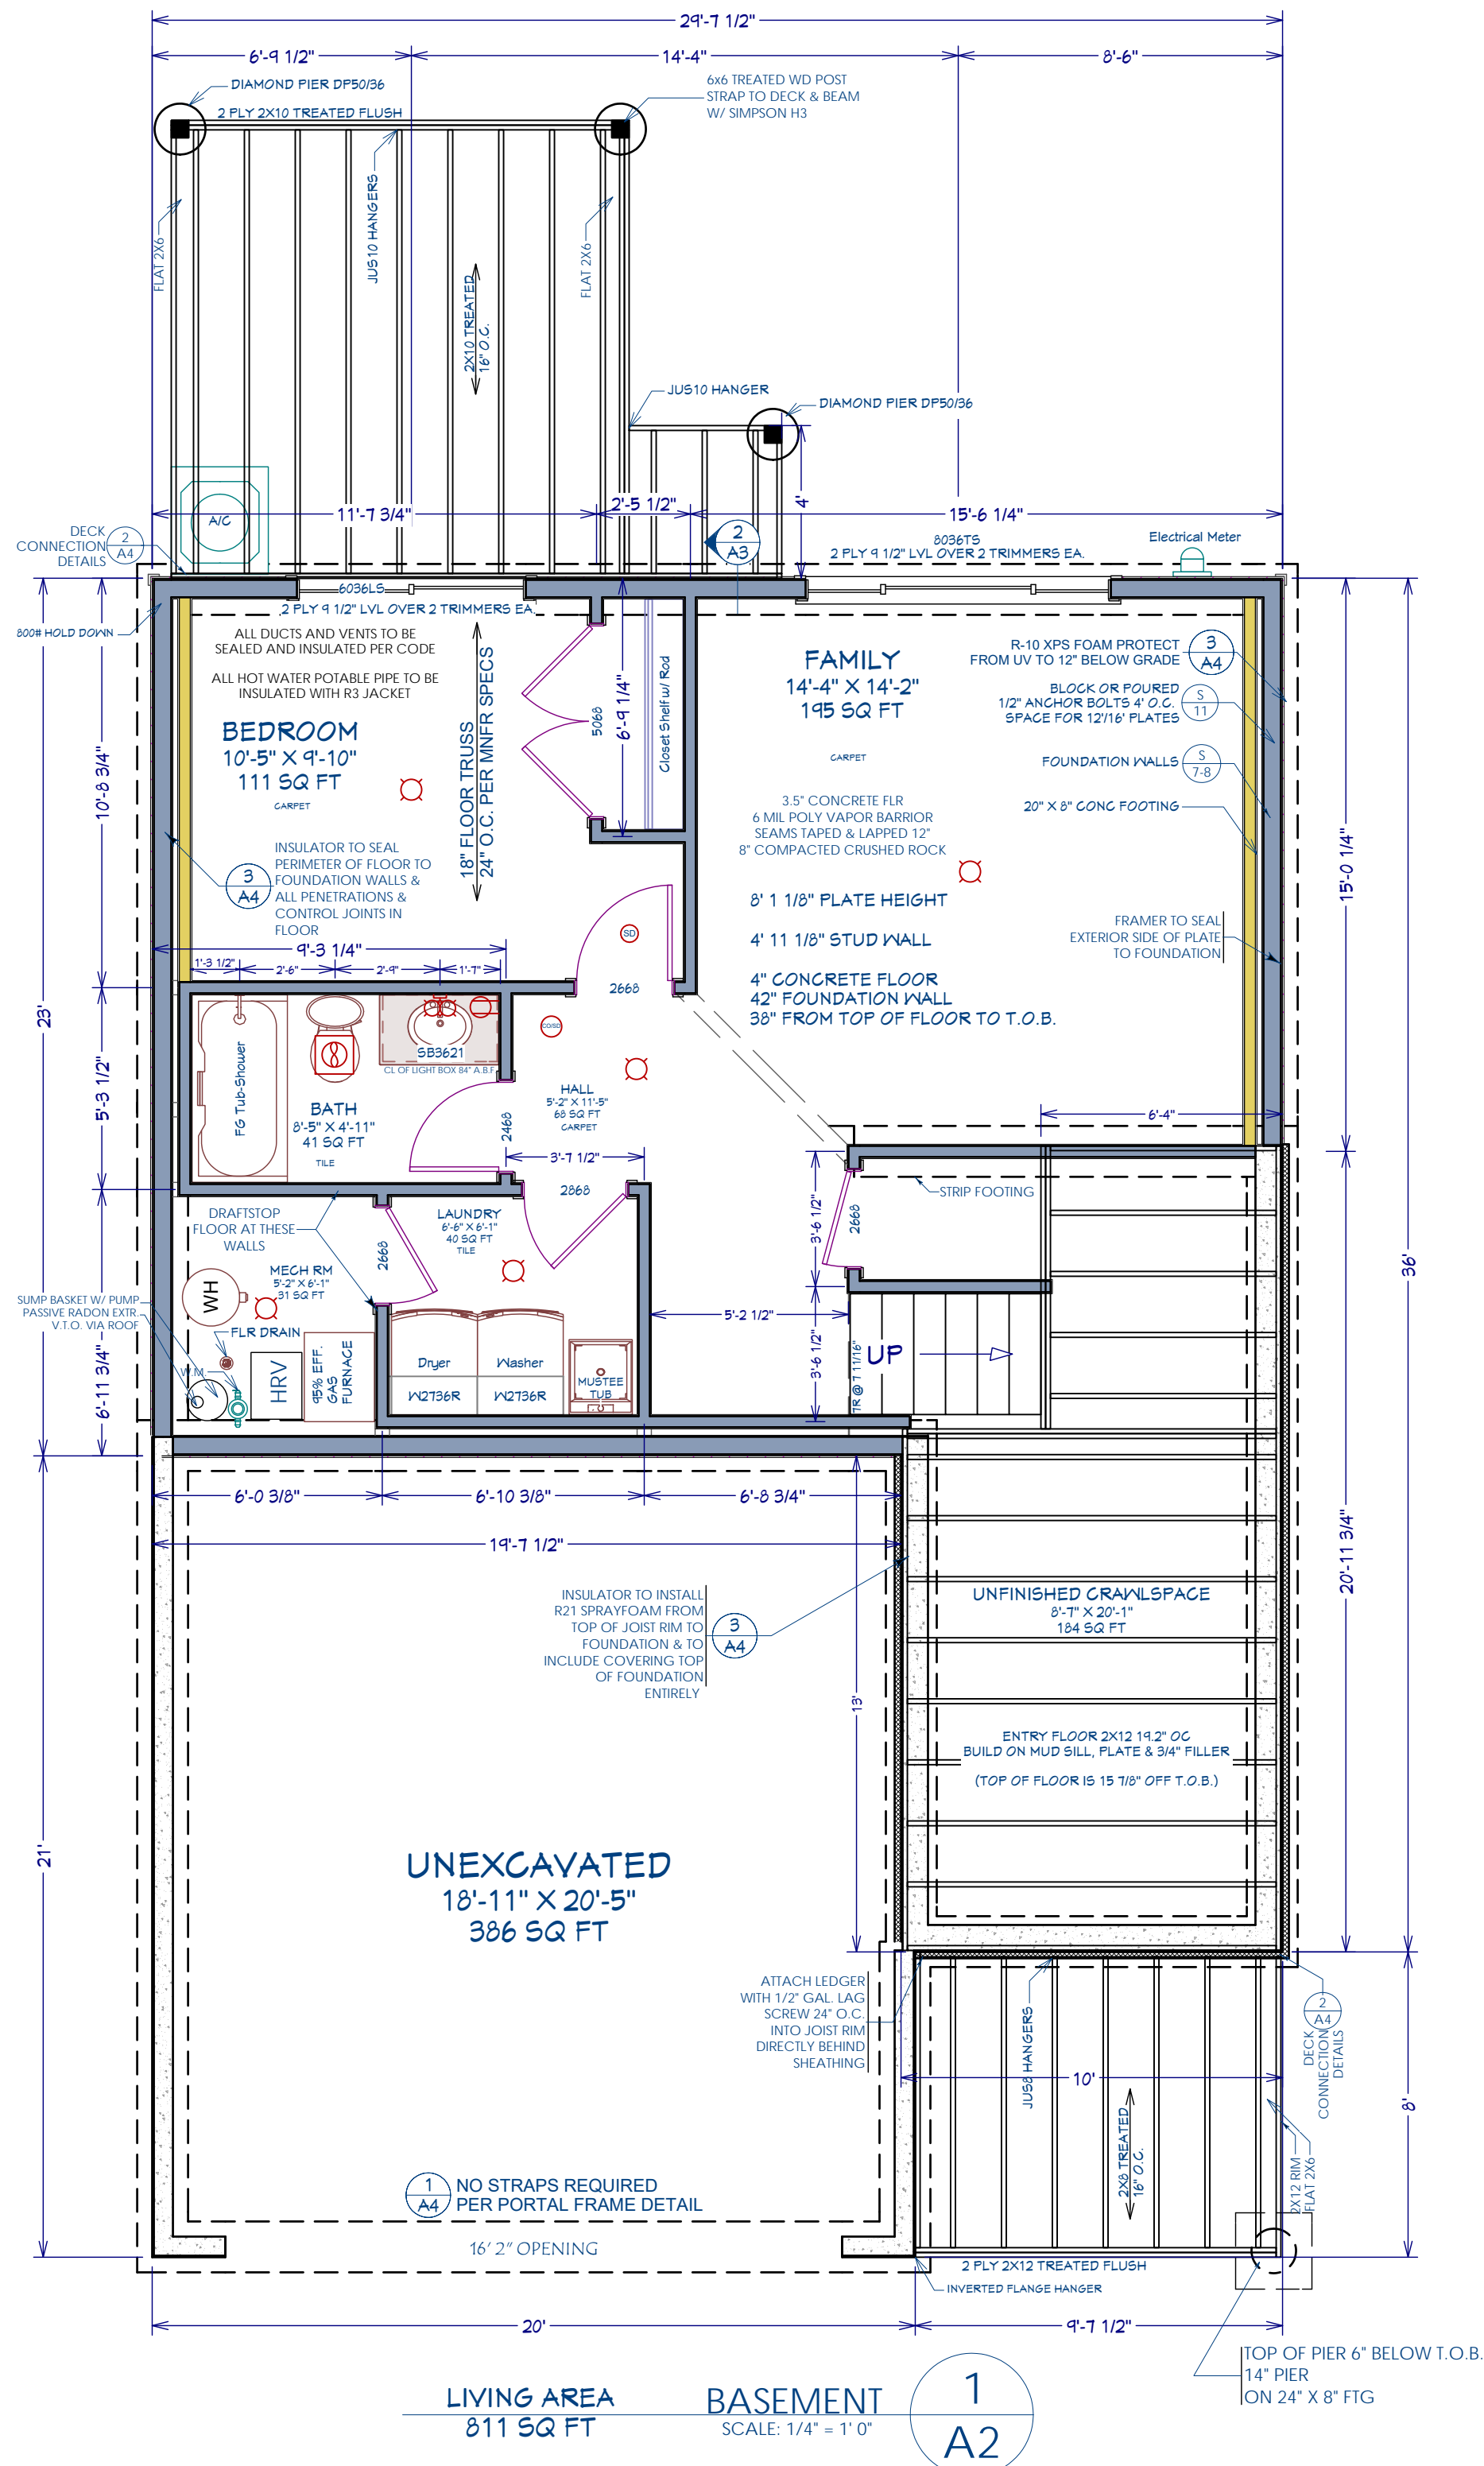 29'-7 1/2"
6'-9 1/2"
14'-4"
8'-6"
DIAMOND PIER DP50/36
2 PLY 2X10 TREATED FLUSH
6x6 TREATED WD POST
STRAP TO DECK & BEAM
W/ SIMPSON H3
FLAT 2X6
JUS10 HANGERS
FLAT 2X6
2X10 TREATED
16" O.C.
JUS10 HANGER
DIAMOND PIER DP50/36
4'
A/C
11'-7 3/4"
2'-5 1/2"
15'-6 1/4"
DECK
CONNECTION
DETAILS
2
A4
2
A3
8036TS
2 PLY 9 1/2" LVL OVER 2 TRIMMERS EA.
Electrical Meter
6036LS
2 PLY 9 1/2" LVL OVER 2 TRIMMERS EA.
800# HOLD DOWN
ALL DUCTS AND VENTS TO BE
SEALED AND INSULATED PER CODE
ALL HOT WATER POTABLE PIPE TO BE
INSULATED WITH R3 JACKET
BEDROOM
10'-5" X 9'-10"
111 SQ FT
CARPET
18" FLOOR TRUSS
24" O.C. PER MNFR SPECS
5068
6'-9 1/4"
Closet Shelf w/ Rod
FAMILY
14'-4" X 14'-2"
195 SQ FT
CARPET
R-10 XPS FOAM PROTECT
FROM UV TO 12" BELOW GRADE
3
A4
BLOCK OR POURED
1/2" ANCHOR BOLTS 4' O.C.
SPACE FOR 12'/16' PLATES
S
11
FOUNDATION WALLS
S
7-8
20" X 8" CONC FOOTING
3.5" CONCRETE FLR
6 MIL POLY VAPOR BARRIOR
SEAMS TAPED & LAPPED 12"
8" COMPACTED CRUSHED ROCK
8' 1 1/8" PLATE HEIGHT
4' 11 1/8" STUD WALL
4" CONCRETE FLOOR
42" FOUNDATION WALL
38" FROM TOP OF FLOOR TO T.O.B.
FRAMER TO SEAL
EXTERIOR SIDE OF PLATE
TO FOUNDATION
INSULATOR TO SEAL
PERIMETER OF FLOOR TO
FOUNDATION WALLS &
ALL PENETRATIONS &
CONTROL JOINTS IN
FLOOR
3
A4
10'-8 3/4"
23'
5'-3 1/2"
6'-11 3/4"
15'-0 1/4"
36'
9'-3 1/4"
1'-3 1/2"
2'-6"
2'-9"
1'-7"
SD
2668
CO/SD
SB3621
CL OF LIGHT BOX 84" A.B.F.
FG Tub-Shower
BATH
8'-5" X 4'-11"
41 SQ FT
TILE
2468
HALL
5'-2" X 11'-5"
68 SQ FT
CARPET
3'-7 1/2"
2868
6'-4"
STRIP FOOTING
2668
3'-6 1/2"
DRAFTSTOP
FLOOR AT THESE
WALLS
2668
LAUNDRY
6'-6" X 6'-1"
40 SQ FT
TILE
MECH RM
5'-2" X 6'-1"
31 SQ FT
WH
SUMP BASKET W/ PUMP
PASSIVE RADON EXTR.
V.T.O. VIA ROOF
FLR DRAIN
W.M.
HRV
95% EFF.
GAS
FURNACE
Dryer
Washer
W2736R
W2736R
MUSTEE
TUB
5'-2 1/2"
3'-6 1/2"
7R @ 7 11/16"
UP
6'-0 3/8"
6'-10 3/8"
6'-8 3/4"
19'-7 1/2"
INSULATOR TO INSTALL
R21 SPRAYFOAM FROM
TOP OF JOIST RIM TO
FOUNDATION & TO
INCLUDE COVERING TOP
OF FOUNDATION
ENTIRELY
3
A4
13'
20'-11 3/4"
UNFINISHED CRAWLSPACE
8'-7" X 20'-1"
184 SQ FT
ENTRY FLOOR 2X12 19.2" OC
BUILD ON MUD SILL, PLATE & 3/4" FILLER
(TOP OF FLOOR IS 15 7/8" OFF T.O.B.)
21'
UNEXCAVATED
18'-11" X 20'-5"
386 SQ FT
ATTACH LEDGER
WITH 1/2" GAL. LAG
SCREW 24" O.C.
INTO JOIST RIM
DIRECTLY BEHIND
SHEATHING
JUS8 HANGERS
2
A4
DECK
CONNECTION
DETAILS
10'
8'
2X8 TREATED
16" O.C.
2X12 RIM
FLAT 2X6
1
A4
NO STRAPS REQUIRED
PER PORTAL FRAME DETAIL
16' 2" OPENING
2 PLY 2X12 TREATED FLUSH
INVERTED FLANGE HANGER
20'
9'-7 1/2"
TOP OF PIER 6" BELOW T.O.B.
14" PIER
ON 24" X 8" FTG
LIVING AREA
811 SQ FT
BASEMENT
SCALE: 1/4" = 1' 0"
1
A2